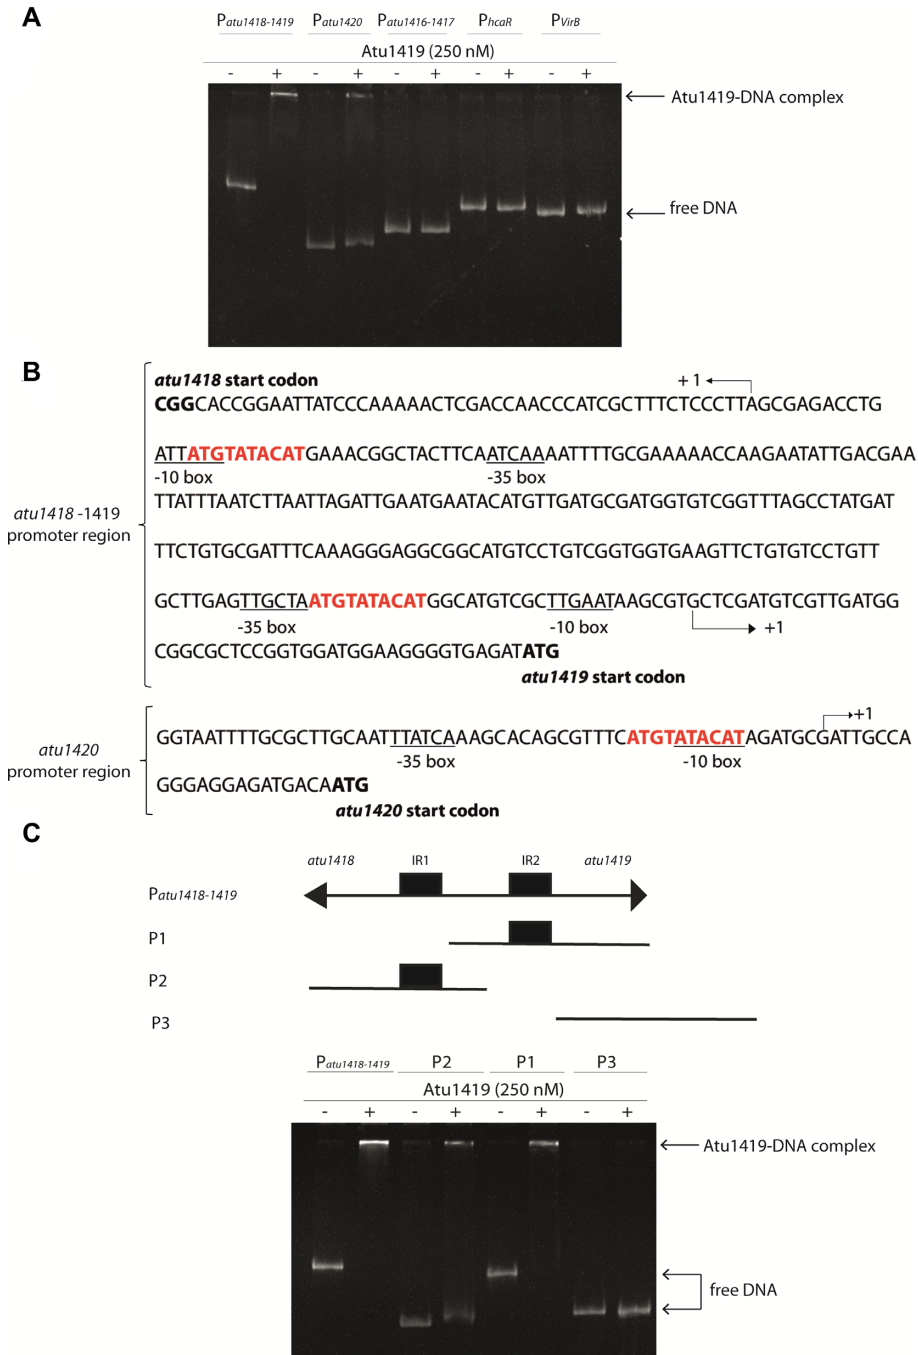 A
Patu1418-1419 Patu1420 Patu1416-1417 PhcaR PVirB
Atu1419 (250 nM)
- + - + - + - + - +
Atu1419-DNA complex
free DNA
B
atu1418 start codon
+ 1
CGGCACCGGAATTATCCCAAAAACTCGACCAACCCATCGCTTTCTCCCTTAGCGAGACCTG
ATTATGTATACATGAAACGGCTACTTCAATCAAAATTTTGCGAAAAACCAAGAATATTGACGAA
-10 box -35 box
TTATTTAATCTTAATTAGATTGAATGAATACATGTTGATGCGATGGTGTCGGTTTAGCCTATGAT
atu1418 -1419
promoter region
TTCTGTGCGATTTCAAAGGGAGGCGGCATGTCCTGTCGGTGGTGAAGTTCTGTGTCCTGTT
GCTTGAGTTGCTAATGTATACATGGCATGTCGCTTGAATAAGCGTGCTCGATGTCGTTGATGG
-35 box -10 box +1
CGGCGCTCCGGTGGATGGAAGGGGTGAGATATG
atu1419 start codon
+1
GGTAATTTTGCGCTTGCAATTTATCAAAGCACAGCGTTTCATGTATACATAGATGCGATTGCCA
atu1420
promoter region
-35 box -10 box
GGGAGGAGATGACAATG
atu1420 start codon
C
atu1418 IR1 IR2 atu1419
Patu1418-1419
P1
P2
P3
Patu1418-1419 P2 P1 P3
Atu1419 (250 nM)
- + - + - + - +
Atu1419-DNA complex
free DNA